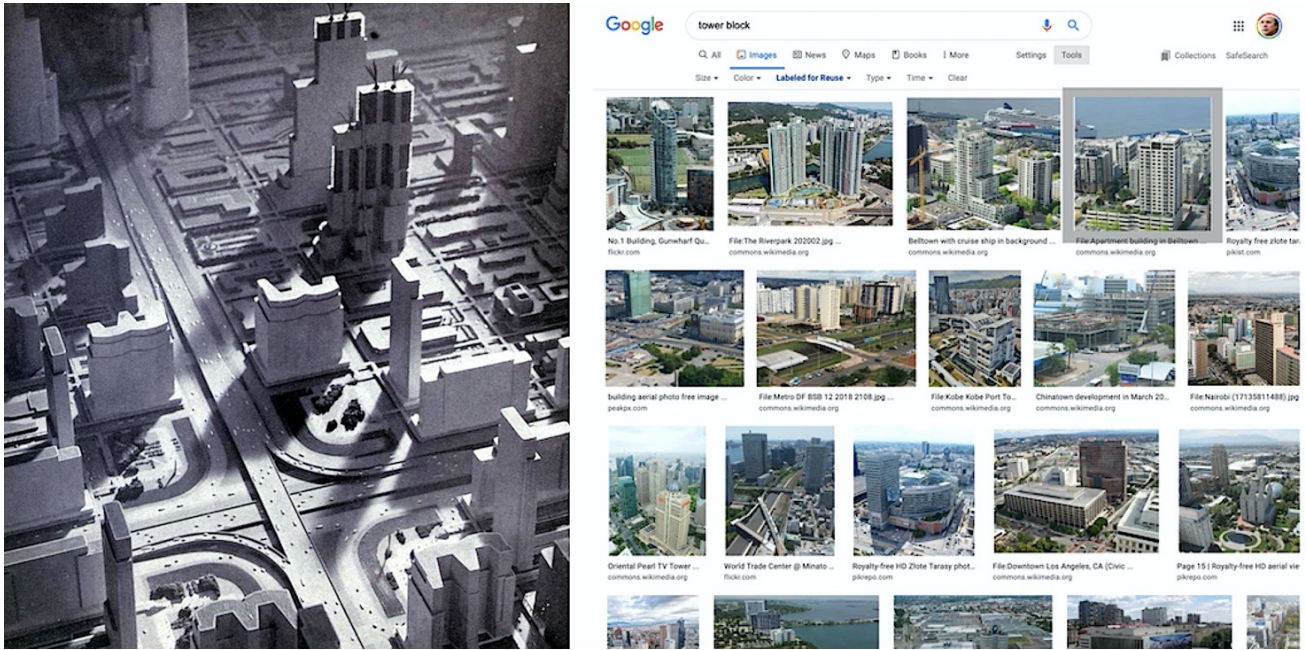 Google
tower block
All Images News Maps Books More Settings Tools Collections SafeSearch
Size Color Labeled for Reuse Type Time Clear
No.1 Building, Gunwharf Qu... File:The Riverpark 202002.jpg ... Belltown with cruise ship in background ... File:Apartment building in Belltown ... Royalty free zlote tar
flickr.com commons.wikimedia.org commons.wikimedia.org commons.wikimedia.org pikist.com
building aerial photo free image ... File:Metro DF BSB 12 2018 2108.jpg ... File:Kobe Kobe Port To... Chinatown development in March 20... File:Nairobi (17135811488).jpg
peakpx.com commons.wikimedia.org commons.wikimedia.org commons.wikimedia.org commons.wikimedia.org
Oriental Pearl TV Tower ... World Trade Center @ Minato ... Royalty-free HD Złote Tarasy phot... File:Downtown Los Angeles, CA (Civic ... Page 15 | Royalty-free HD aerial vie
commons.wikimedia.org flickr.com pikrepo.com commons.wikimedia.org pikrepo.com